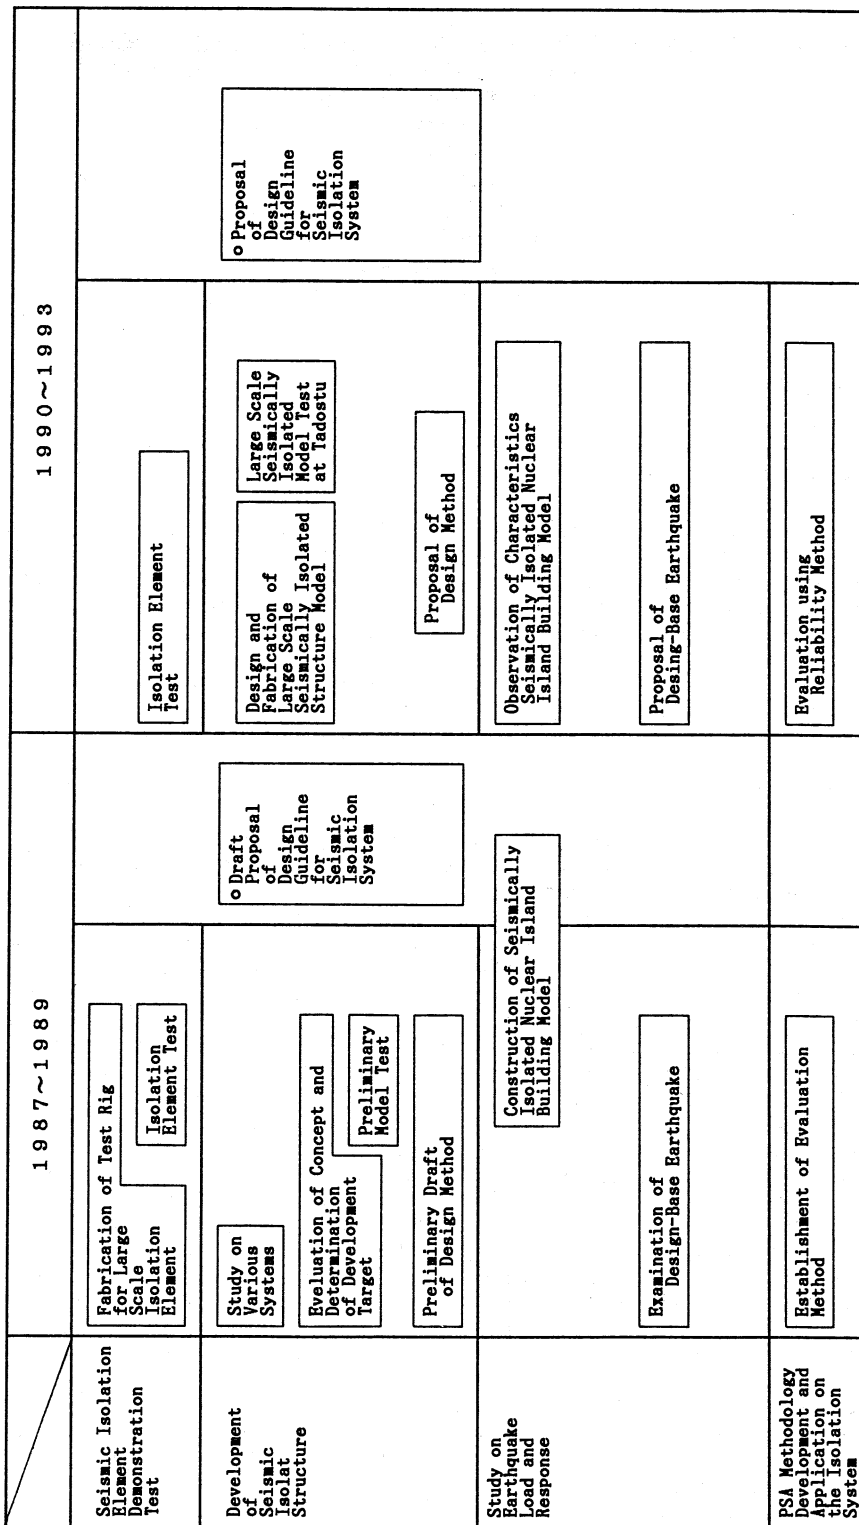 1987~1989
1990~1993
Seismic Isolation
Element
Demonstration
Test
Fabrication of Test Rig
for Large
Scale
Isolation
Element
Isolation
Element Test
Isolation Element
Test
Development
of
Seismic
Isolat
Structure
Study on
Various
Systems
Eveluation of Concept and
Determination
of Development
Target
Preliminary
Model Test
Preliminary Draft
of Design Method
o Draft
Proposal
of
Design
Guideline
for
Seismic
Isolation
System
Design and
Fabrication of
Large Scale
Seismically Isolated
Structure Model
Large Scale
Seismically
Isolated
Model Test
at Tadostu
Proposal of
Design Method
o Proposal
of
Design
Guideline
for
Seismic
Isolation
System
Study on
Earthquake
Load and
Response
Construction of Seismically
Isolated Nuclear Island
Building Model
Observation of Characteristics
Seismically Isolated Nuclear
Island Building Model
Examination of
Design-Base Earthquake
Proposal of
Desing-Base Earthquake
PSA Methodology
Development and
Application on
the Isolation
System
Establishment of Evaluation
Method
Evaluation using
Reliability Method